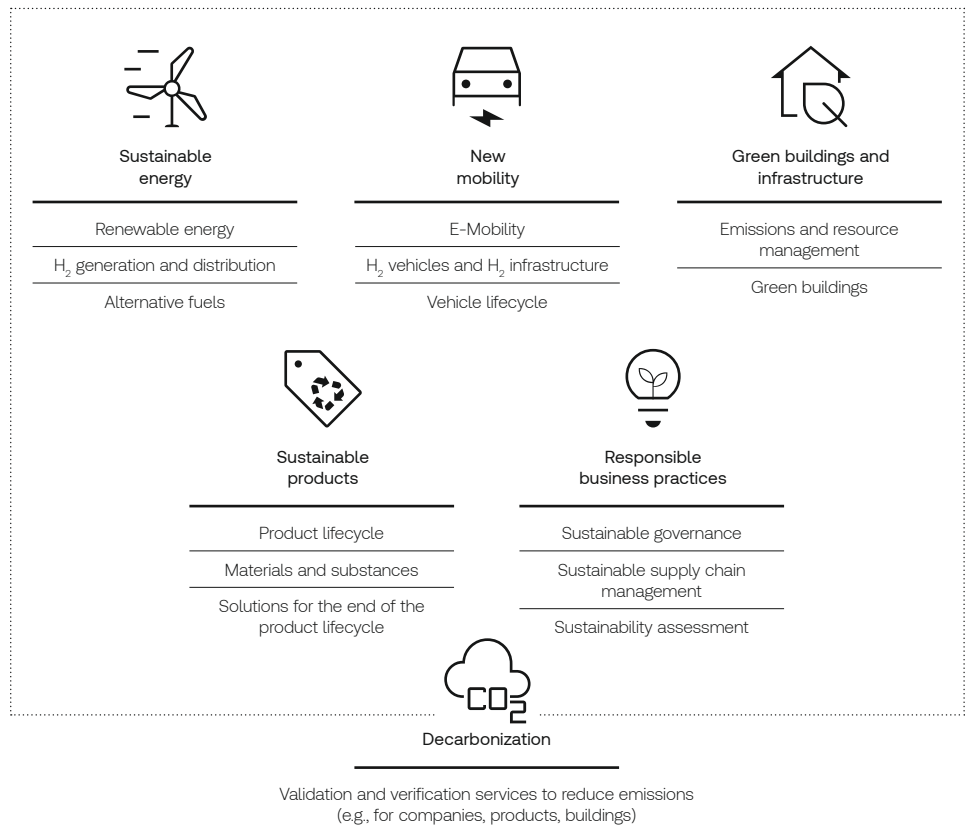 Sustainable
energy
Renewable energy
H₂ generation and distribution
Alternative fuels
New
mobility
E-Mobility
H₂ vehicles and H₂ infrastructure
Vehicle lifecycle
Green buildings and
infrastructure
Emissions and resource
management
Green buildings
Sustainable
products
Product lifecycle
Materials and substances
Solutions for the end of the
product lifecycle
Responsible
business practices
Sustainable governance
Sustainable supply chain
management
Sustainability assessment
CO₂
Decarbonization
Validation and verification services to reduce emissions
(e.g., for companies, products, buildings)